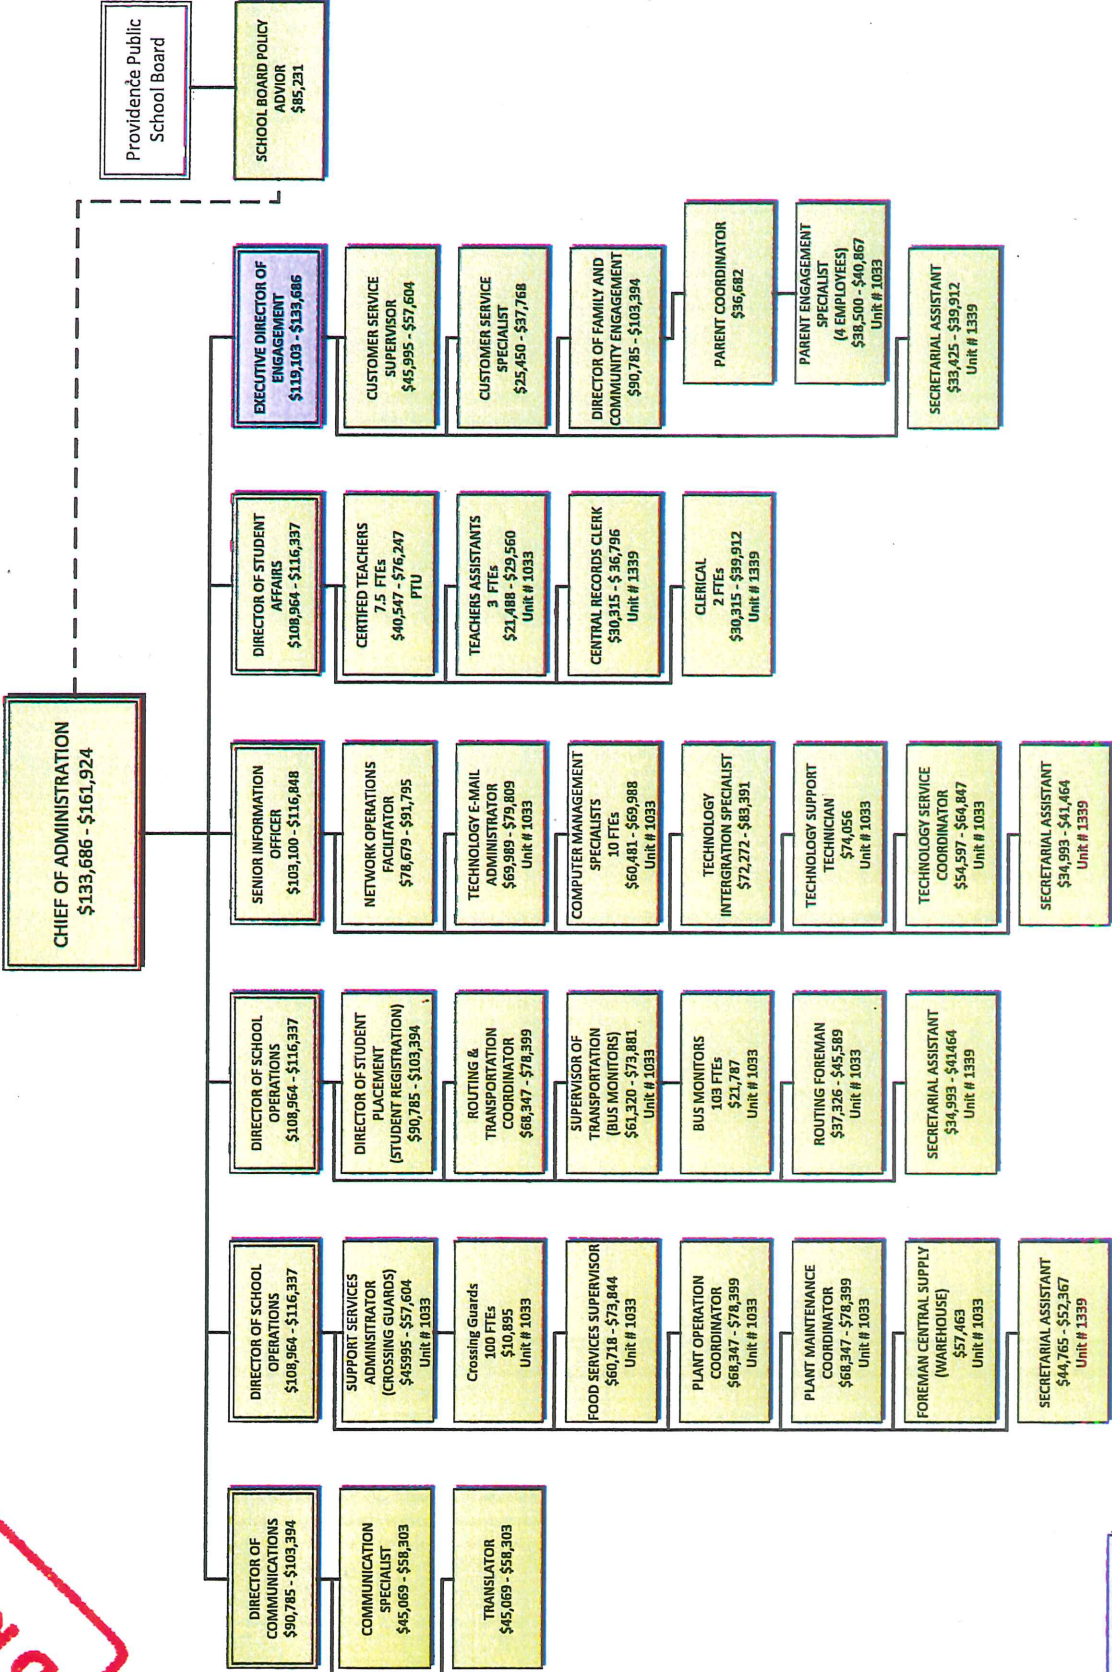 CHIEF OF ADMINISTRATION
$133,686 - $161,924
Providence Public
School Board
SCHOOL BOARD POLICY
ADVIOR
$85,231
DIRECTOR OF
COMMUNICATIONS
$90,785 - $103,394
COMMUNICATION
SPECIALIST
$45,069 - $58,303
TRANSLATOR
$45,069 - $58,303
DIRECTOR OF SCHOOL
OPERATIONS
$108,964 - $116,337
SUPPORT SERVICES
ADMINISITRATOR
(CROSSING GUARDS)
$45995 - $57,604
Unit # 1033
Crossing Guards
100 FTEs
$10,895
Unit # 1033
FOOD SERVICES SUPERVISOR
$60,718 - $73,844
Unit # 1033
PLANT OPERATION
COORDINATOR
$68,347 - $78,399
Unit # 1033
PLANT MAINTENANCE
COORDINATOR
$68,347 - $78,399
Unit # 1033
FOREMAN CENTRAL SUPPLY
(WAREHOUSE)
$57,463
Unit # 1033
SECRETARIAL ASSISTANT
$44,765 - $52,367
Unit # 1339
DIRECTOR OF SCHOOL
OPERATIONS
$108,964 - $116,337
DIRECTOR OF STUDENT
PLACEMENT
(STUDENT REGISTRATION)
$90,785 - $103,394
ROUTING &
TRANSPORTATION
COORDINATOR
$68,347 - $78,399
SUPERVISOR OF
TRANSPORTATION
(BUS MONITORS)
$61,320 - $73,881
Unit # 1033
BUS MONITORS
103 FTEs
$21,787
Unit # 1033
ROUTING FOREMAN
$37,326 - $45,589
Unit # 1033
SECRETARIAL ASSISTANT
$34,993 - $41464
Unit # 1339
SENIOR INFORMATION
OFFICER
$103,100 - $116,848
NETWORK OPERATIONS
FACILITATOR
$78,679 - $91,795
TECHNOLOGY E-MAIL
ADMINISTRATOR
$69,989 - $79,809
Unit # 1033
COMPUTER MANAGEMENT
SPECIALISTS
10 FTEs
$60,481 - $69,988
Unit # 1033
TECHNOLOGY
INTERGRATION SPECIALIST
$72,272 - $83,391
TECHNOLOGY SUPPORT
TECHNICIAN
$74,056
Unit # 1033
TECHNOLOGY SERVICE
COORDINATOR
$54,597 - $64,847
Unit # 1033
SECRETARIAL ASSISTANT
$34,993 - $41,464
Unit # 1339
DIRECTOR OF STUDENT
AFFAIRS
$108,964 - $116,337
CERTIFED TEACHERS
7.5 FTEs
$40,547 - $76,247
PTU
TEACHERS ASSISTANTS
3 FTEs
$21,488 - $29,560
Unit # 1033
CENTRAL RECORDS CLERK
$30,315 - $ 36,796
Unit # 1339
CLERICAL
2 FTEs
$30,315 - $39,912
Unit # 1339
EXECUTIVE DIRECTOR OF
ENGAGEMENT
$119,103 - $133,686
CUSTOMER SERVICE
SUPERVISOR
$45,995 - $57,604
CUSTOMER SERVICE
SPECIALIST
$25,450 - $37,768
DIRECTOR OF FAMILY AND
COMMUNITY ENGAGEMENT
$90,785 - $103,394
PARENT COORDINATOR
$36,682
PARENT ENGAGEMENT
SPECIALIST
(4 EMPLOYEES)
$38,500 - $40,867
Unit # 1033
SECRETARIAL ASSISTANT
$33,425 - $39,912
Unit # 1339